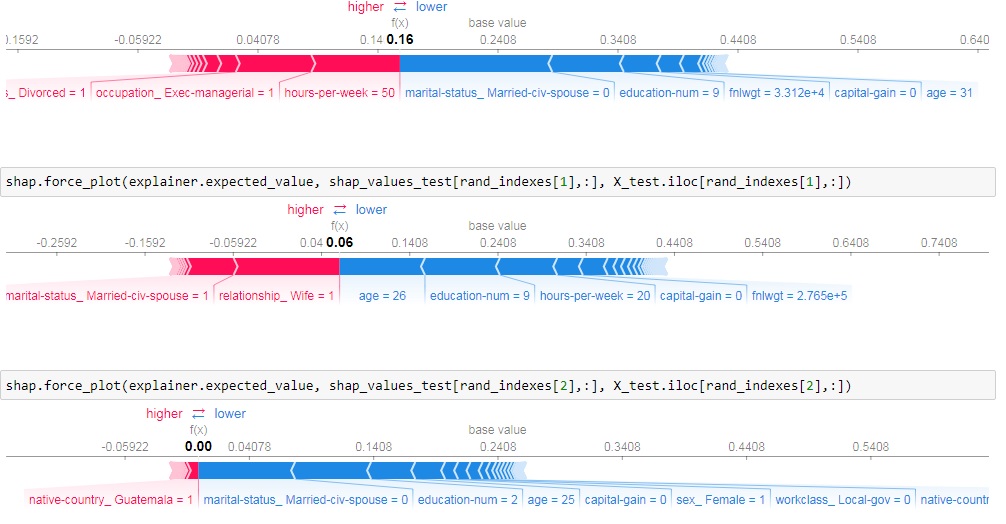 higher ⇄ lower
f(x) base value
0.1592 -0.05922 0.04078 0.14 0.16 0.2408 0.3408 0.4408 0.5408 0.640
s_ Divorced = 1 occupation_ Exec-managerial = 1 hours-per-week = 50 marital-status_ Married-civ-spouse = 0 education-num = 9 fnlwgt = 3.312e+4 capital-gain = 0 age = 31
shap.force_plot(explainer.expected_value, shap_values_test[rand_indexes[1],:], X_test.iloc[rand_indexes[1],:])
higher ⇄ lower
f(x) base value
-0.2592 -0.1592 -0.05922 0.04 0.06 0.1408 0.2408 0.3408 0.4408 0.5408 0.6408 0.7408
marital-status_ Married-civ-spouse = 1 relationship_ Wife = 1 age = 26 education-num = 9 hours-per-week = 20 capital-gain = 0 fnlwgt = 2.765e+5
shap.force_plot(explainer.expected_value, shap_values_test[rand_indexes[2],:], X_test.iloc[rand_indexes[2],:])
higher ⇄ lower
f(x) base value
-0.05922 0.00 0.04078 0.1408 0.2408 0.3408 0.4408 0.5408
native-country_ Guatemala = 1 marital-status_ Married-civ-spouse = 0 education-num = 2 age = 25 capital-gain = 0 sex_ Female = 1 workclass_ Local-gov = 0 native-countr